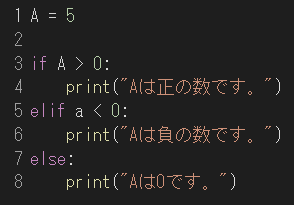 1 A = 5
2
3 if A > 0:
4     print("Aは正の数です。")
5 elif a < 0:
6     print("Aは負の数です。")
7 else:
8     print("Aは0です。")